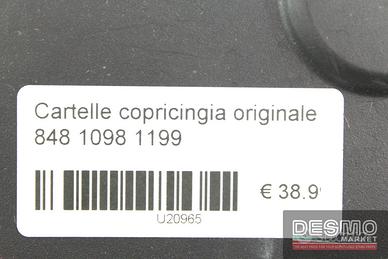 Cartelle copricingia originale
848 1098 1199
€ 38.9
U20965
DESMO
MARKET